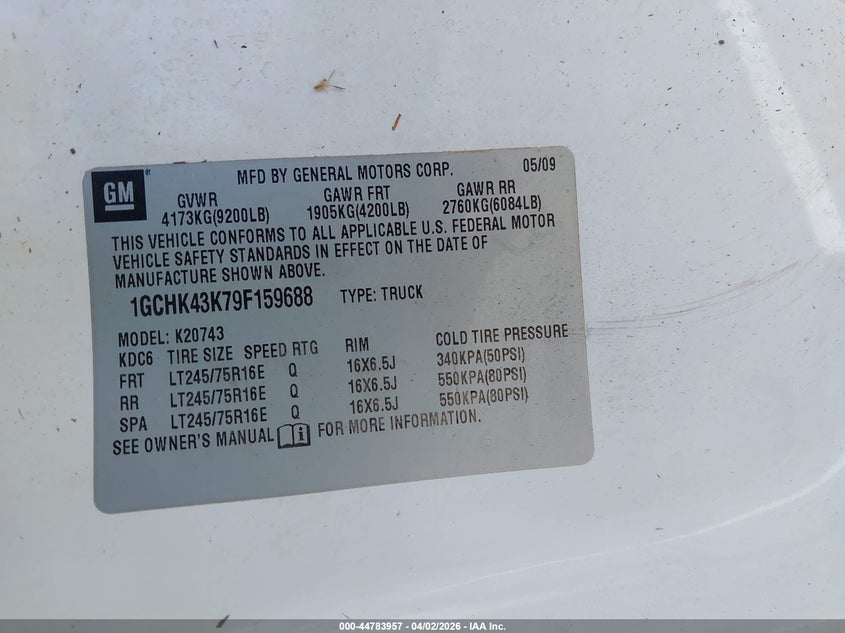 GM ®
MFD BY GENERAL MOTORS CORP. 05/09
GVWR GAWR FRT GAWR RR
4173KG(9200LB) 1905KG(4200LB) 2760KG(6084LB)
THIS VEHICLE CONFORMS TO ALL APPLICABLE U.S. FEDERAL MOTOR
VEHICLE SAFETY STANDARDS IN EFFECT ON THE DATE OF
MANUFACTURE SHOWN ABOVE.
1GCHK43K79F159688 TYPE: TRUCK
MODEL: K20743
KDC6 TIRE SIZE SPEED RTG RIM COLD TIRE PRESSURE
FRT LT245/75R16E Q 16X6.5J 340KPA(50PSI)
RR LT245/75R16E Q 16X6.5J 550KPA(80PSI)
SPA LT245/75R16E Q 16X6.5J 550KPA(80PSI)
SEE OWNER'S MANUAL FOR MORE INFORMATION.
000-44783957 - 04/02/2026 - IAA Inc.